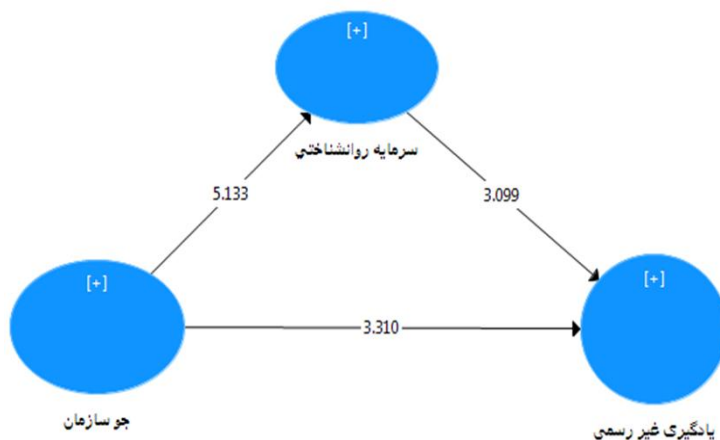 [+]
سرمایه روانشناختی
5.133
3.099
[+]
[+]
3.310
جو سازمان
یادگیری غیر رسمی